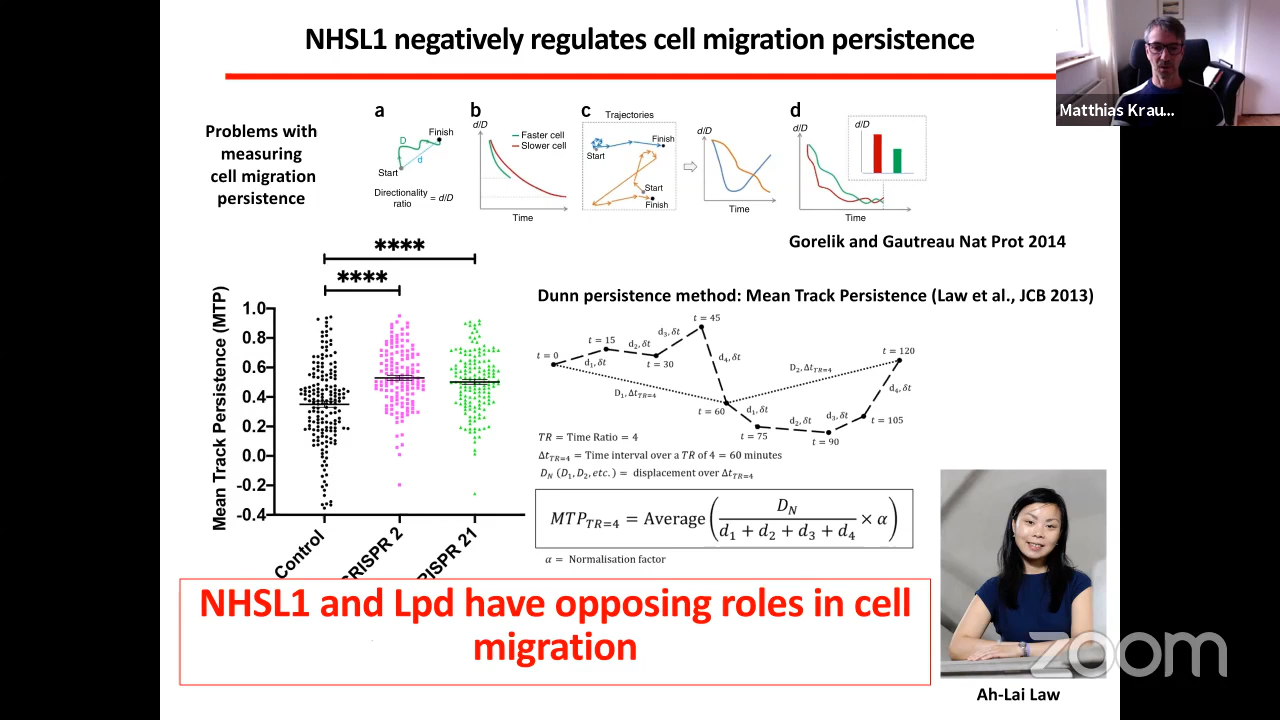 NHSL1 negatively regulates cell migration persistence
Matthias Krau...
Problems with
measuring
cell migration
persistence
a
D
Finish
d
Start
Directionality
ratio
= d/D
b
d/D
Faster cell
Slower cell
Time
c
Trajectories
Start
Finish
Start
Finish
d/D
Time
d
d/D
d/D
Time
Gorelik and Gautreau Nat Prot 2014
****
****
Mean Track Persistence (MTP)
1.0
0.8
0.6
0.4
0.2
0.0
-0.2
-0.4
Control
CRISPR 2
RISPR 21
Dunn persistence method: Mean Track Persistence (Law et al., JCB 2013)
t = 0
t = 15
t = 30
t = 45
t = 60
t = 75
t = 90
t = 105
t = 120
d₁, δt
d₂, δt
d₃, δt
d₄, δt
D₁, Δt_TR=4
D₂, Δt_TR=4
d₁, δt
d₂, δt
d₃, δt
d₄, δt
TR = Time Ratio = 4
Δt_TR=4 = Time interval over a TR of 4 = 60 minutes
D_N (D₁, D₂, etc.) = displacement over Δt_TR=4
MTP_TR=4 = Average(D_N / (d₁ + d₂ + d₃ + d₄) × α)
α = Normalisation factor
NHSL1 and Lpd have opposing roles in cell
migration
zoom
Ah-Lai Law